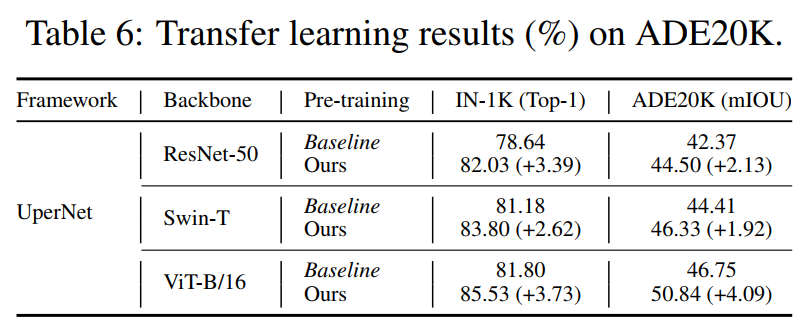 Table 6: Transfer learning results (%) on ADE20K.
Framework Backbone Pre-training IN-1K (Top-1) ADE20K (mIOU)
UperNet
ResNet-50
Baseline 78.64 42.37
Ours 82.03 (+3.39) 44.50 (+2.13)
Swin-T
Baseline 81.18 44.41
Ours 83.80 (+2.62) 46.33 (+1.92)
ViT-B/16
Baseline 81.80 46.75
Ours 85.53 (+3.73) 50.84 (+4.09)